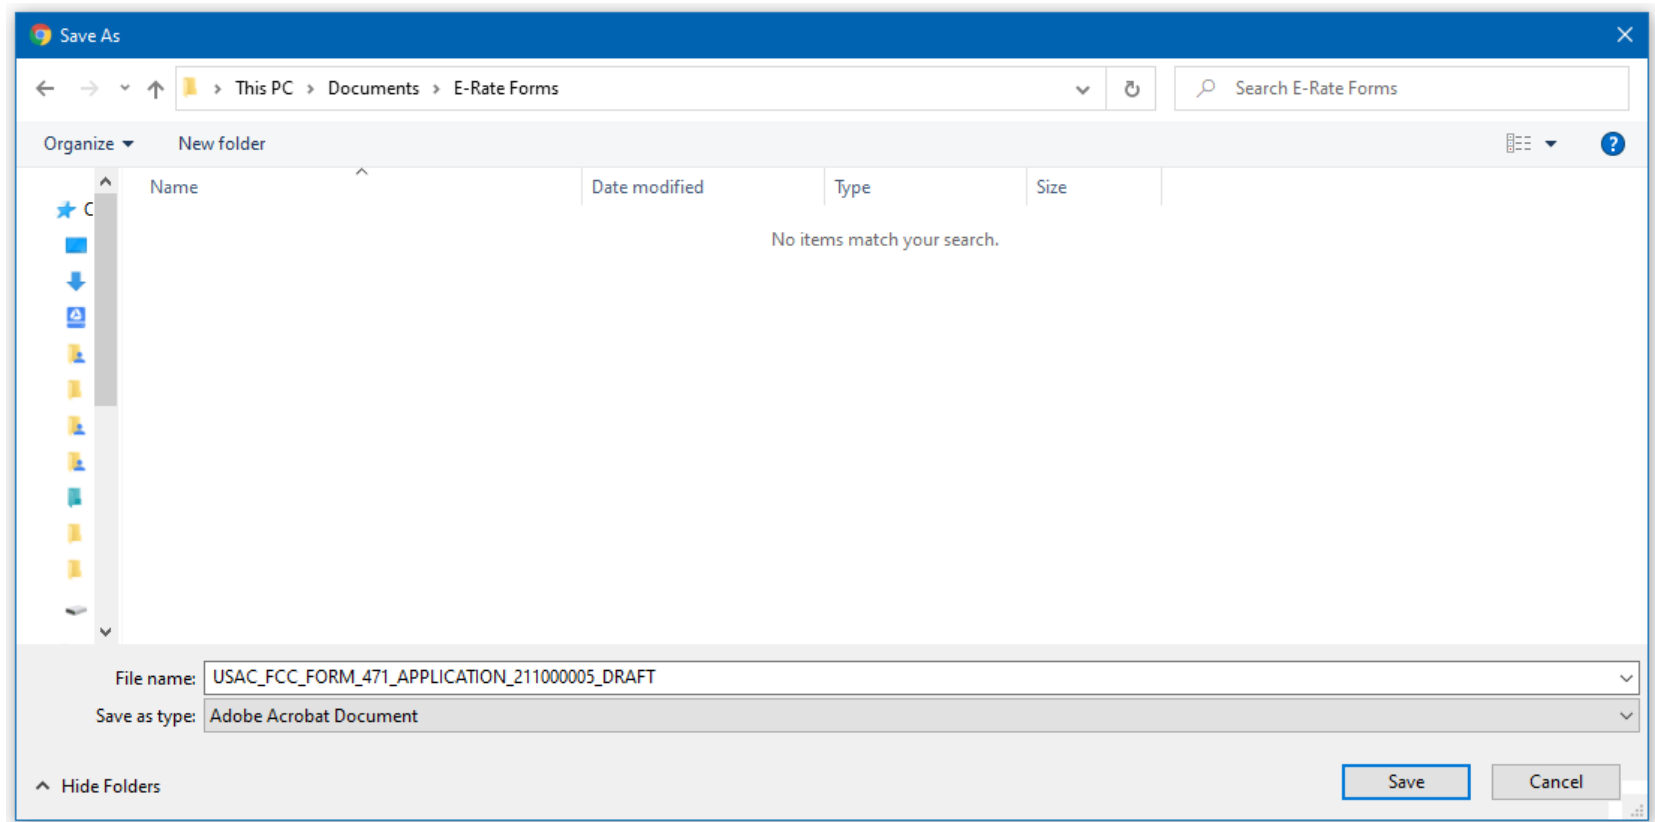 Save As
This PC > Documents > E-Rate Forms
Search E-Rate Forms
Organize
New folder
Name
Date modified
Type
Size
No items match your search.
File name: USAC_FCC_FORM_471_APPLICATION_211000005_DRAFT
Save as type: Adobe Acrobat Document
Hide Folders
Save
Cancel